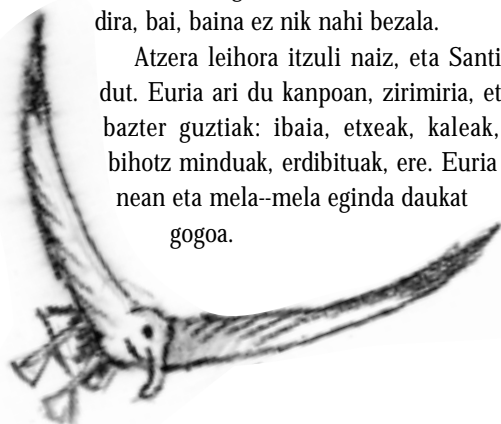 dira, bai, baina ez nik nahi bezala.
Atzera leihora itzuli naiz, eta Santi
dut. Euria ari du kanpoan, zirimiria, et
bazter guztiak: ibaia, etxeak, kaleak,
bihotz minduak, erdibituak, ere. Euria
nean eta mela--mela eginda daukat
gogoa.